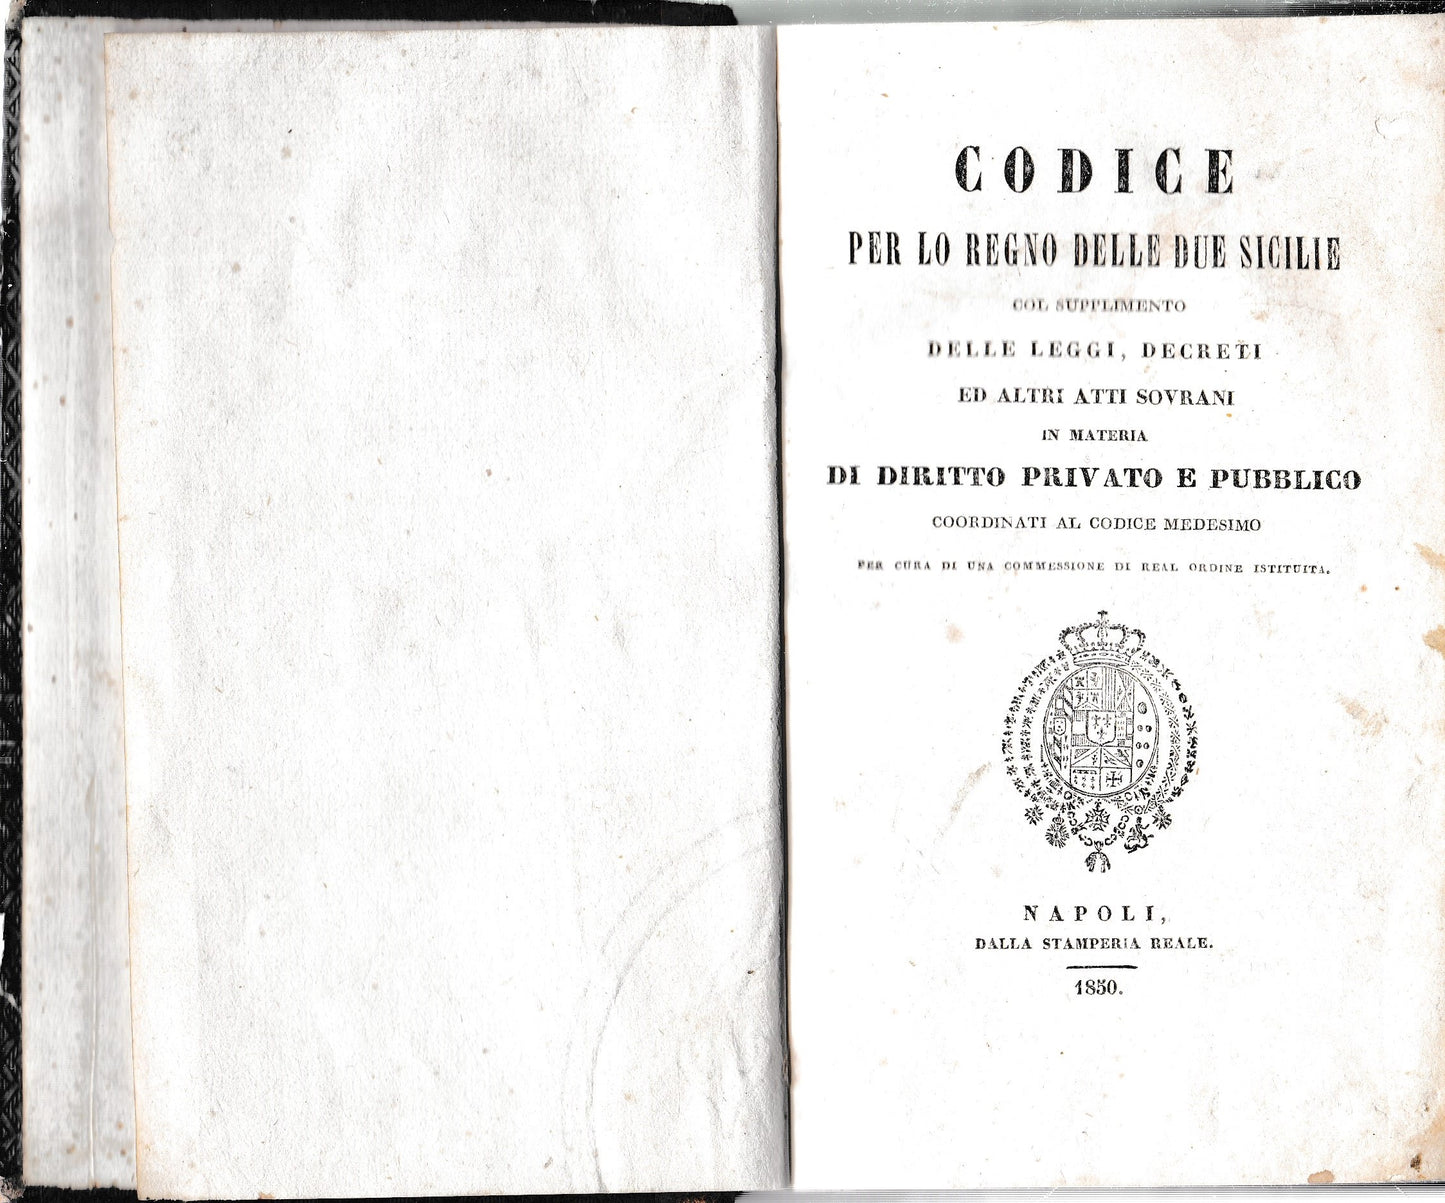 CODICE
PER LO REGNO DELLE DUE SICILIE
COL SUPPLIMENTO
DELLE LEGGI, DECRETI
ED ALTRI ATTI SOVRANI
IN MATERIA
DI DIRITTO PRIVATO E PUBBLICO
COORDINATI AL CODICE MEDESIMO
PER CURA DI UNA COMMESSIONE DI REAL ORDINE ISTITUITA.
NAPOLI,
DALLA STAMPERIA REALE.
1850.